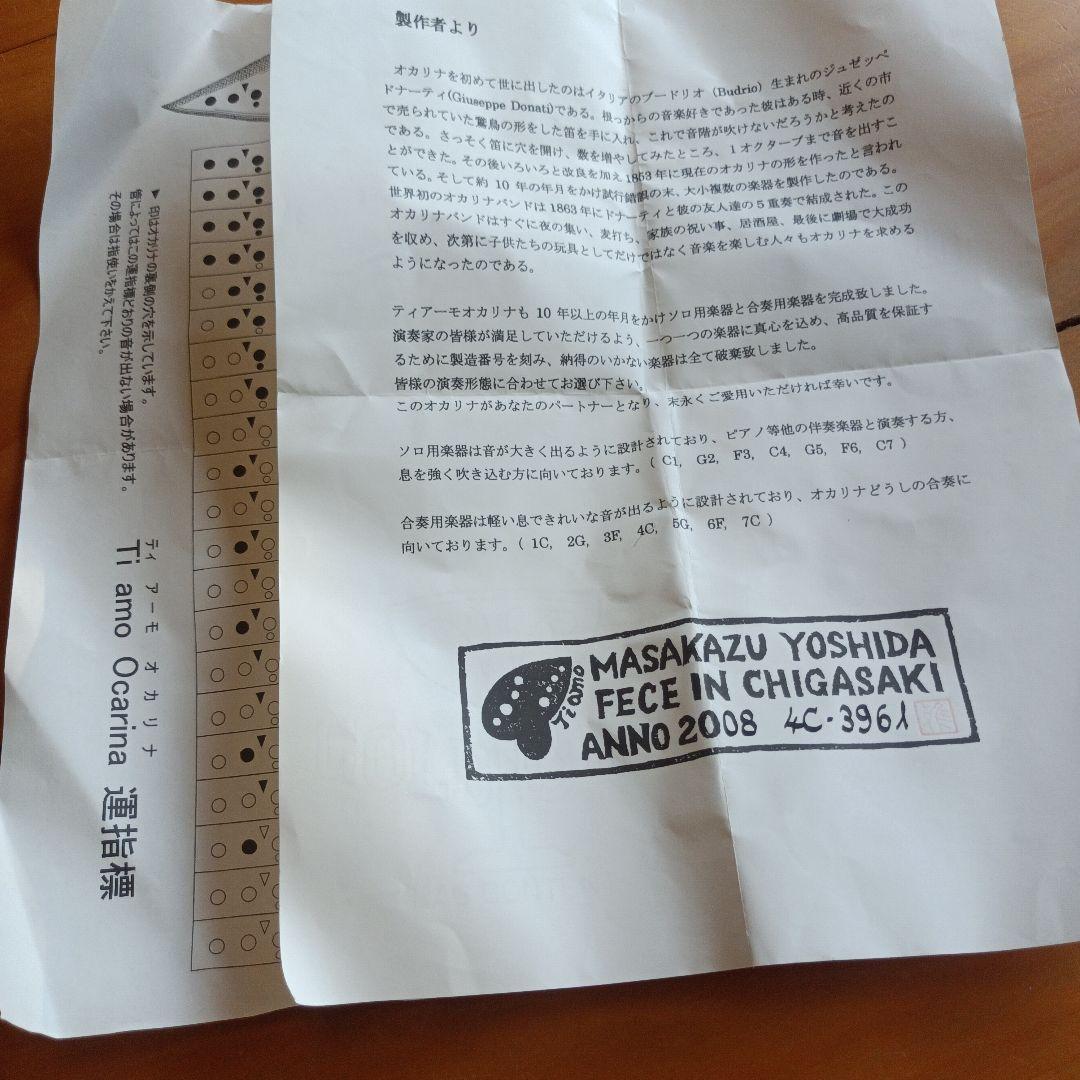 製作者より
オカリナを初めて世に出したのはイタリアのブードリオ（Budrio）生まれのジュゼッペ
ドナーティ(Giuseppe Donati)である。根っからの音楽好きであった彼はある時、近くの市
で売られていた鵞鳥の形をした笛を手に入れ、これで音階が吹けないだろうかと考えたの
である。さっそく笛に穴を開け、数を増やしてみたところ、１オクターブまで音を出すこ
とができた。その後いろいろと改良を加え1853年に現在のオカリナの形を作ったと言われ
ている。そして約 10 年の年月をかけ試行錯誤の末、大小複数の楽器を製作したのである。
世界初のオカリナバンドは1863年にドナーティと彼の友人達の５重奏で結成された。この
オカリナバンドはすぐに夜の集い、麦打ち、家族の祝い事、居酒屋、最後に劇場で大成功
を収め、次第に子供たちの玩具としてだけではなく音楽を楽しむ人々もオカリナを求める
ようになったのである。
ティアーモオカリナも 10 年以上の年月をかけソロ用楽器と合奏用楽器を完成致しました。
演奏家の皆様が満足していただけるよう、一つ一つの楽器に真心を込め、高品質を保証す
るために製造番号を刻み、納得のいかない楽器は全て破棄致しました。
皆様の演奏形態に合わせてお選び下さい。
このオカリナがあなたのパートナーとなり、末永くご愛用いただければ幸いです。
ソロ用楽器は音が大きく出るように設計されており、ピアノ等他の伴奏楽器と演奏する方、
息を強く吹き込む方に向いております。（ C1, G2, F3, C4, G5, F6, C7 ）
合奏用楽器は軽い息できれいな音が出るように設計されており、オカリナどうしの合奏に
向いております。（ 1C, 2G, 3F, 4C, 5G, 6F, 7C ）
Ti amo
MASAKAZU YOSHIDA
FECE IN CHIGASAKI
ANNO 2008 4C・3961
▼ 印はオカリナの裏側の穴を示しています。
管によってはこの運指標どおりの音が出ない場合があります。
その場合は指使いをかえて下さい。
ティ アーモ オカリナ
Ti amo Ocarina 運指標